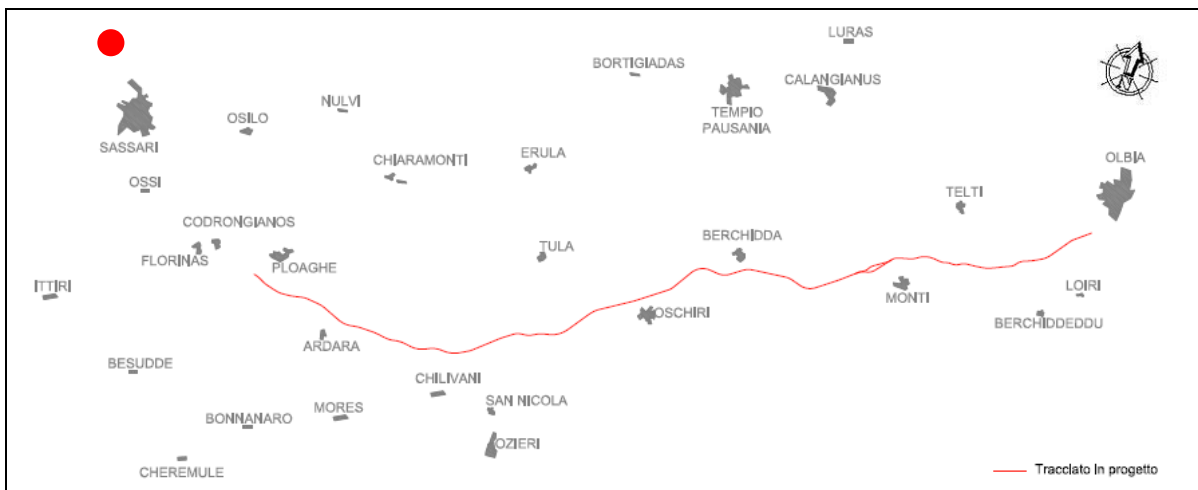 LURAS
BORTIGIADAS
CALANGIANUS
NULVI
TEMPIO
PAUSANIA
OSILO
SASSARI
ERULA
CHIARAMONTI
OLBIA
OSSI
TELTI
CODRONGIANOS
BERCHIDDA
TULA
FLORINAS
PLOAGHE
ITTIRI
LOIRI
MONTI
OSCHIRI
BERCHIDDEDDU
ARDARA
BESUDDE
CHILIVANI
SAN NICOLA
MORES
BONNANARO
OZIERI
CHEREMULE
Tracciato In progetto